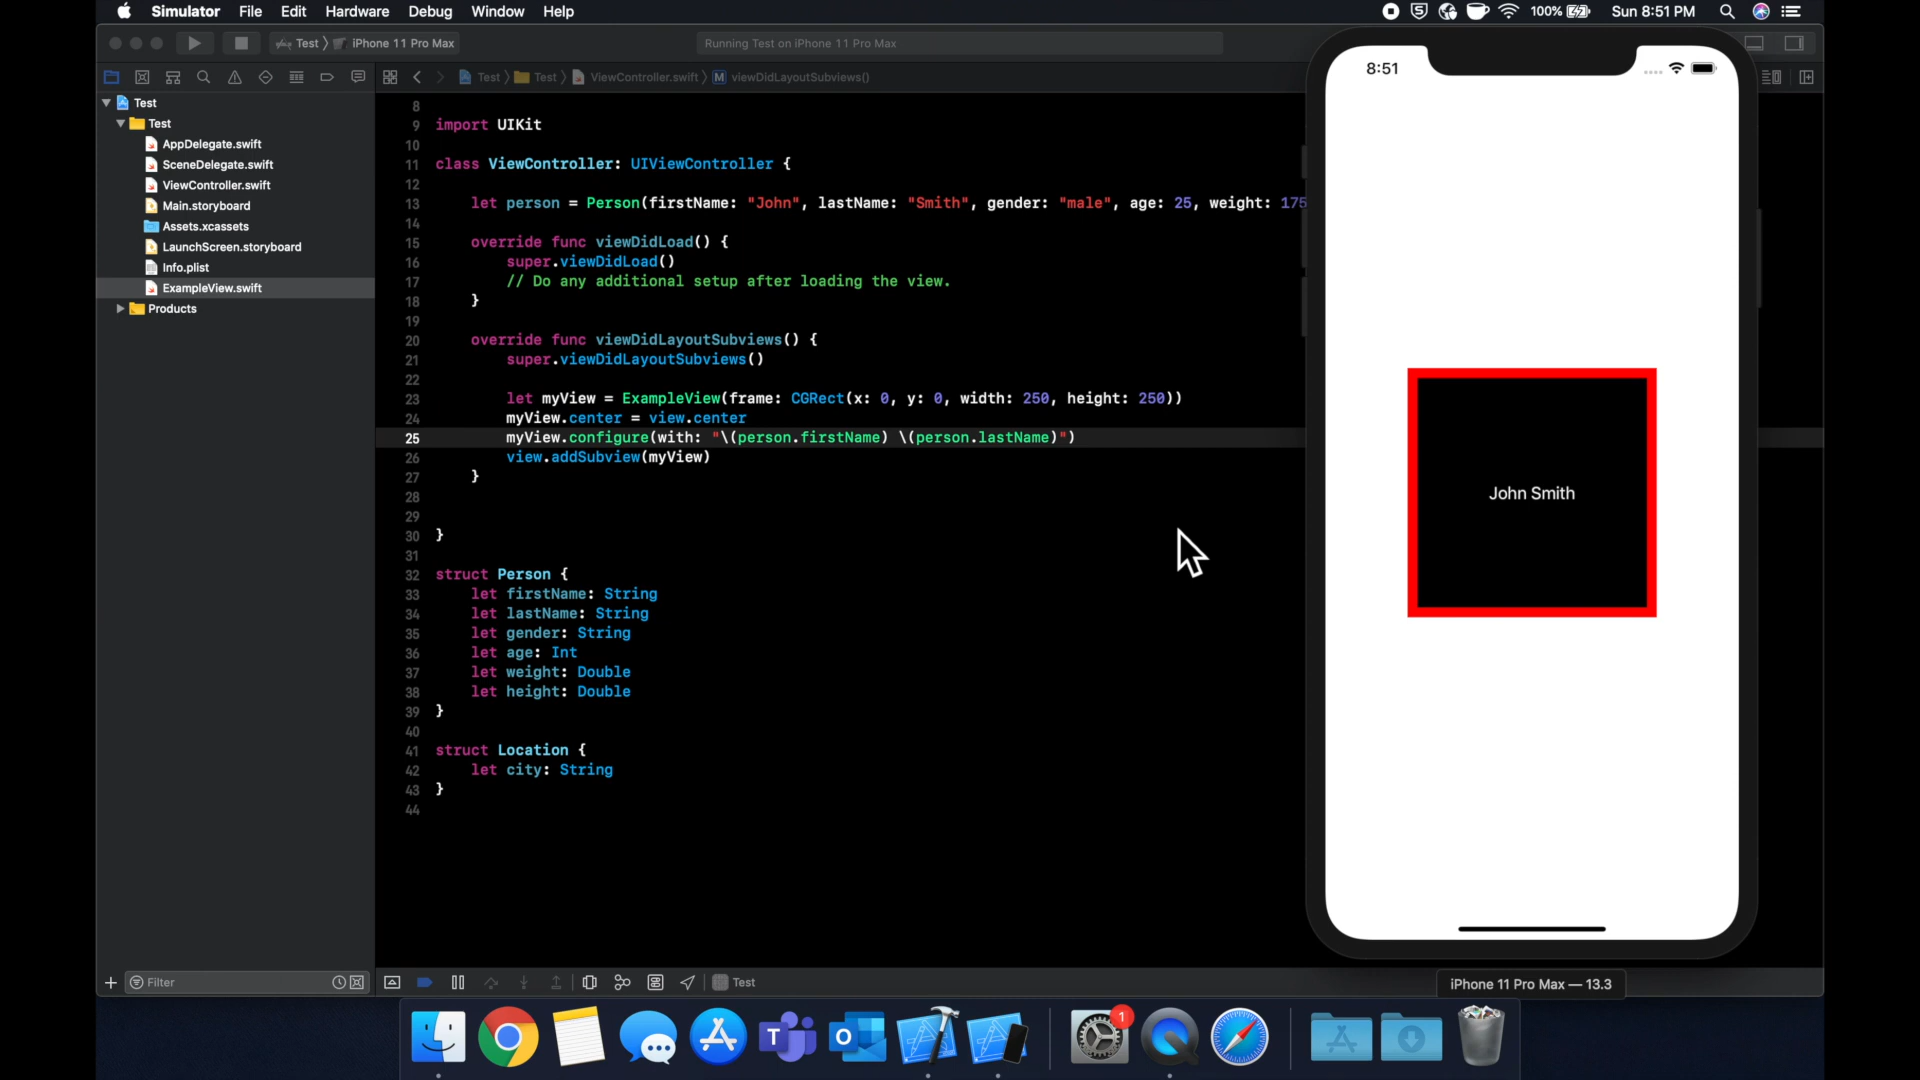 Simulator File Edit Hardware Debug Window Help 100% Sun 8:51 PM
Test iPhone 11 Pro Max Running Test on iPhone 11 Pro Max
Test Test ViewController.swift M viewDidLayoutSubviews()
Test
Test
AppDelegate.swift
SceneDelegate.swift
ViewController.swift
Main.storyboard
Assets.xcassets
LaunchScreen.storyboard
Info.plist
ExampleView.swift
Products
Filter
8
9 import UIKit
10
11 class ViewController: UIViewController {
12
13 let person = Person(firstName: "John", lastName: "Smith", gender: "male", age: 25, weight: 175
14
15 override func viewDidLoad() {
16 super.viewDidLoad()
17 // Do any additional setup after loading the view.
18 }
19
20 override func viewDidLayoutSubviews() {
21 super.viewDidLayoutSubviews()
22
23 let myView = ExampleView(frame: CGRect(x: 0, y: 0, width: 250, height: 250))
24 myView.center = view.center
25 myView.configure(with: "\(person.firstName) \(person.lastName)")
26 view.addSubview(myView)
27 }
28
29
30 }
31
32 struct Person {
33 let firstName: String
34 let lastName: String
35 let gender: String
36 let age: Int
37 let weight: Double
38 let height: Double
39 }
40
41 struct Location {
42 let city: String
43 }
44
Test
8:51
John Smith
iPhone 11 Pro Max — 13.3
1